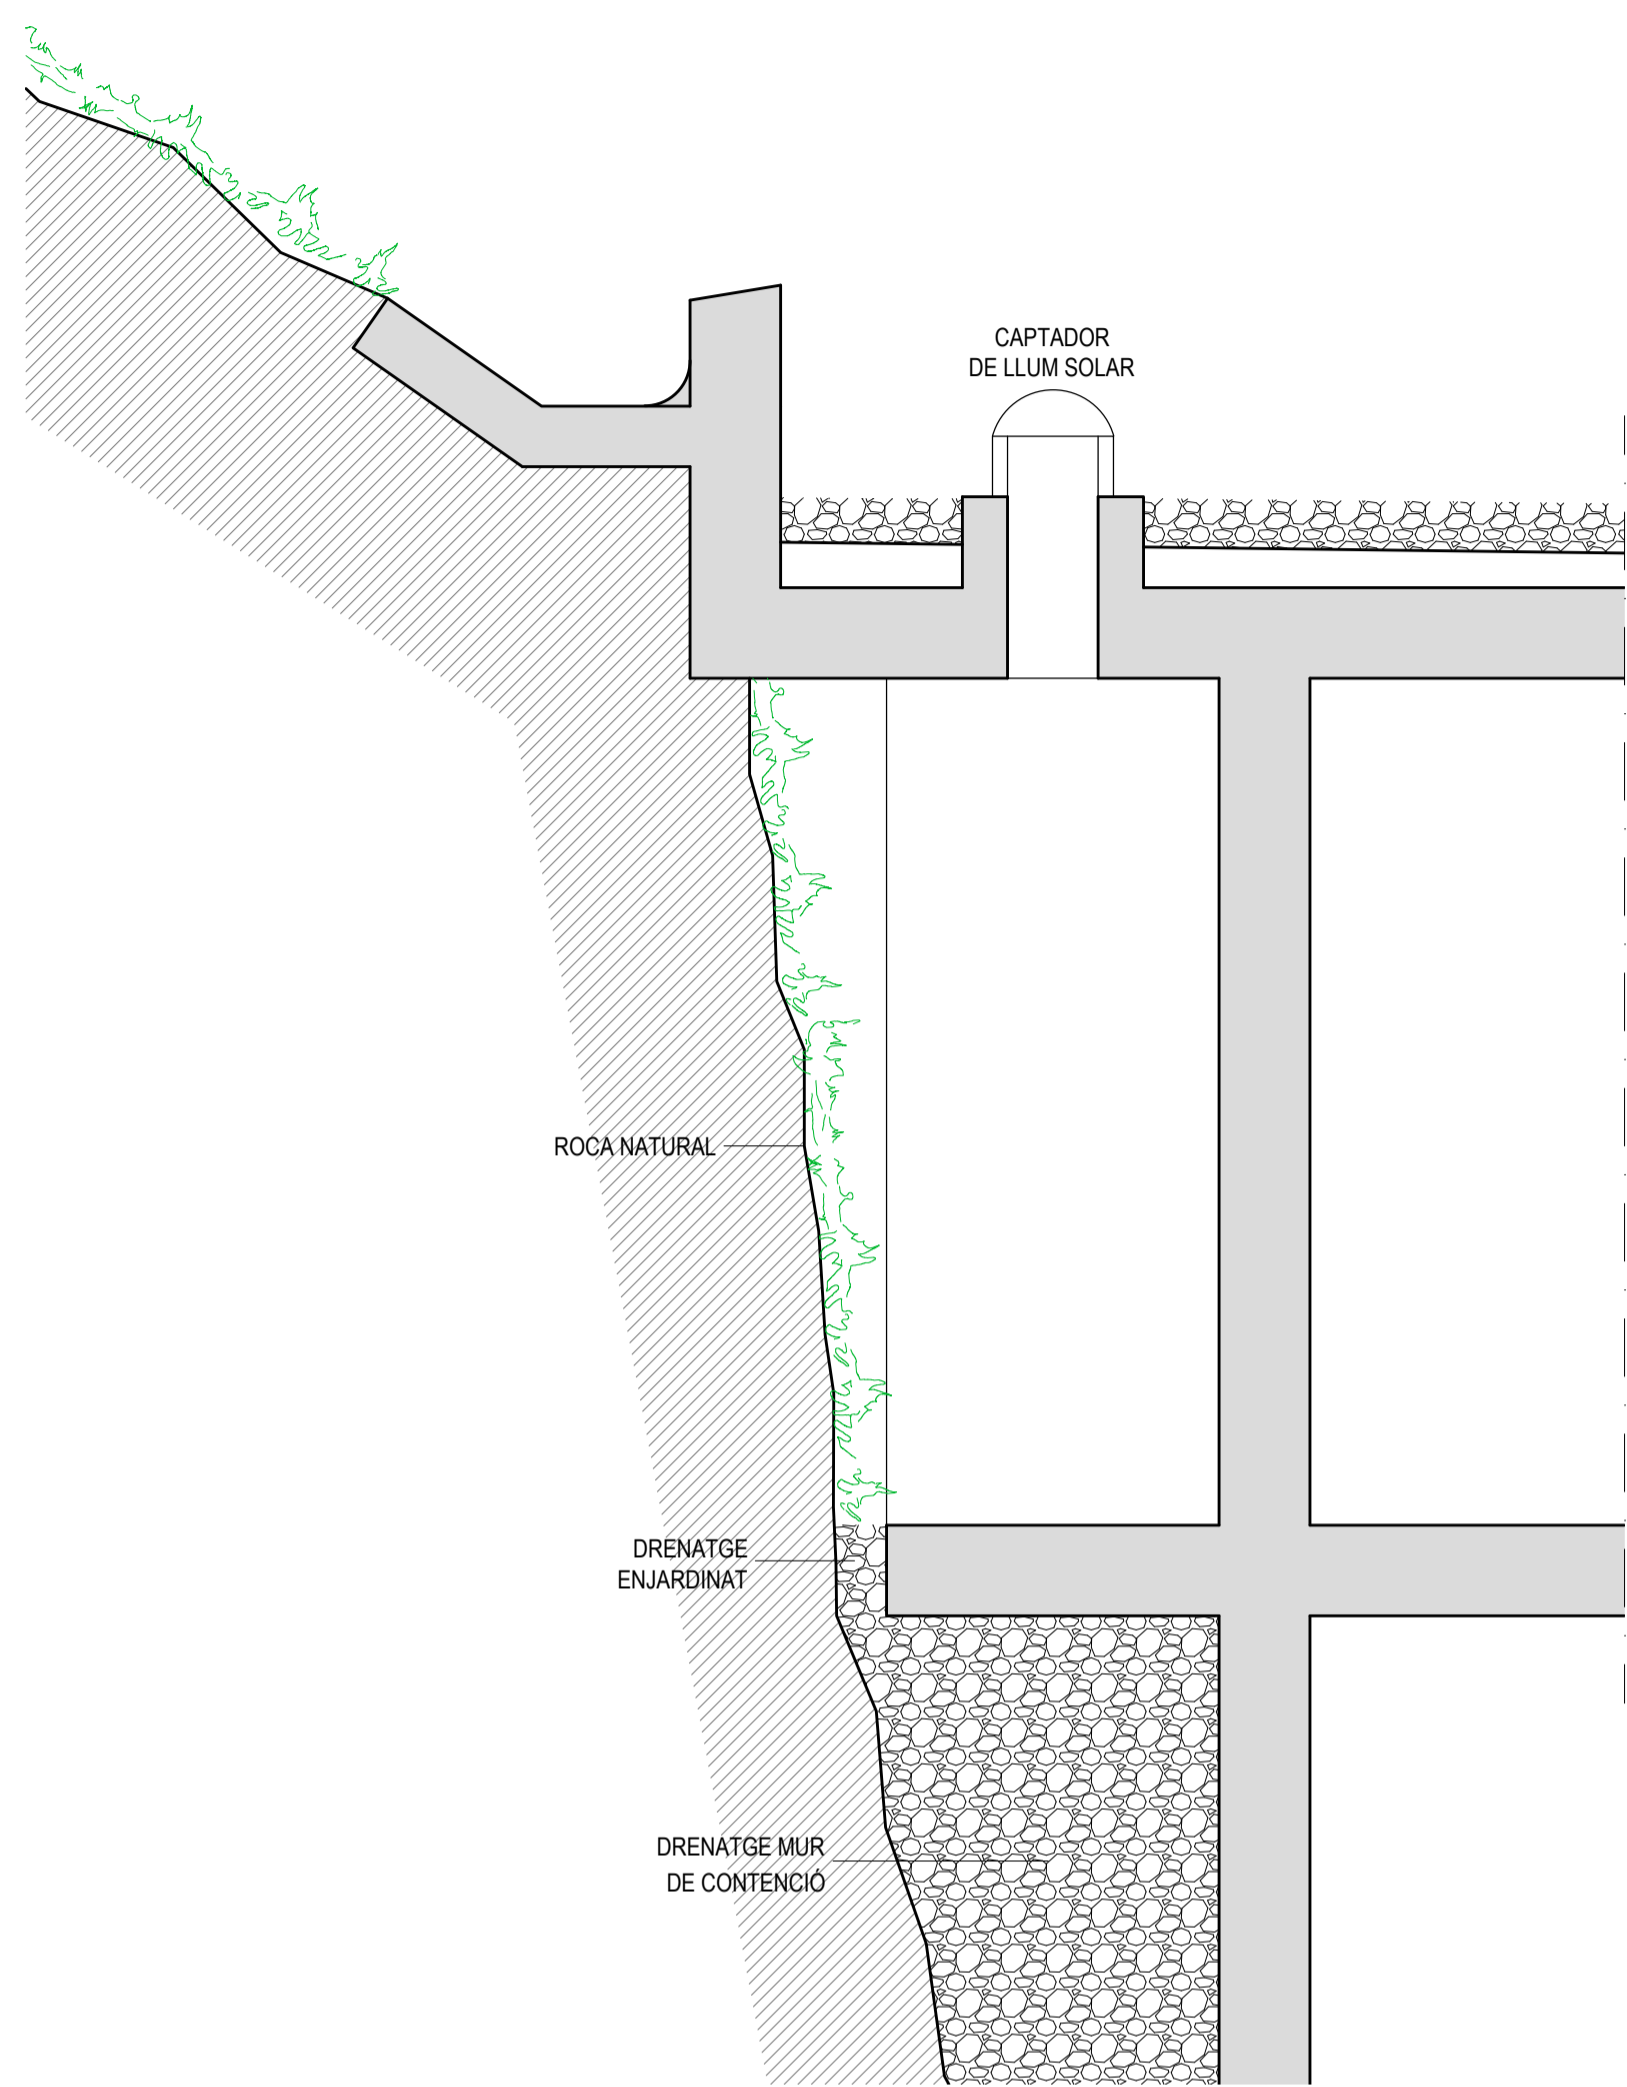 CAPTADOR
DE LLUM SOLAR
ROCA NATURAL
DRENATGE
ENJARDINAT
DRENATGE MUR
DE CONTENCIÓ